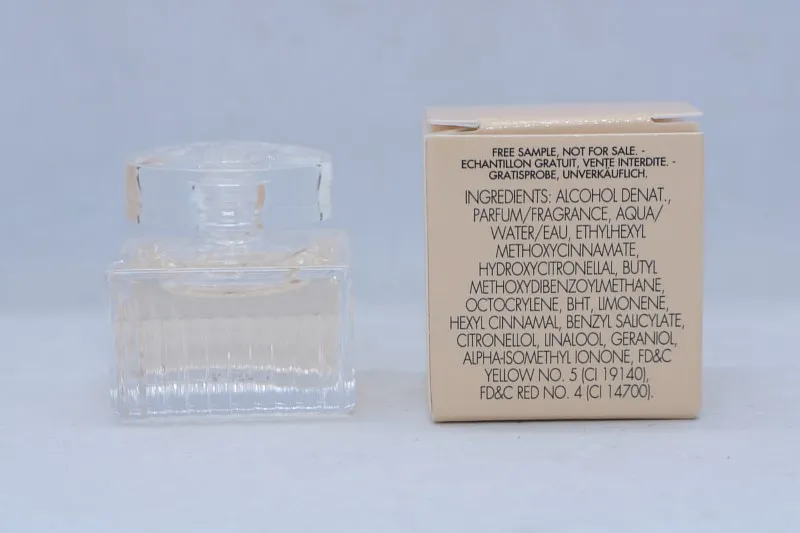 FREE SAMPLE, NOT FOR SALE. -
ECHANTILLON GRATUIT, VENTE INTERDITE. -
GRATISPROBE, UNVERKÄUFLICH.
INGREDIENTS: ALCOHOL DENAT.,
PARFUM/FRAGRANCE, AQUA/
WATER/EAU, ETHYLHEXYL
METHOXYCINNAMATE,
HYDROXYCITRONELLAL, BUTYL
METHOXYDIBENZOYLMETHANE,
OCTOCRYLENE, BHT, LIMONENE,
HEXYL CINNAMAL, BENZYL SALICYLATE,
CITRONELLOL, LINALOOL, GERANIOL,
ALPHA-ISOMETHYL IONONE, FD&C
YELLOW NO. 5 (CI 19140),
FD&C RED NO. 4 (CI 14700).